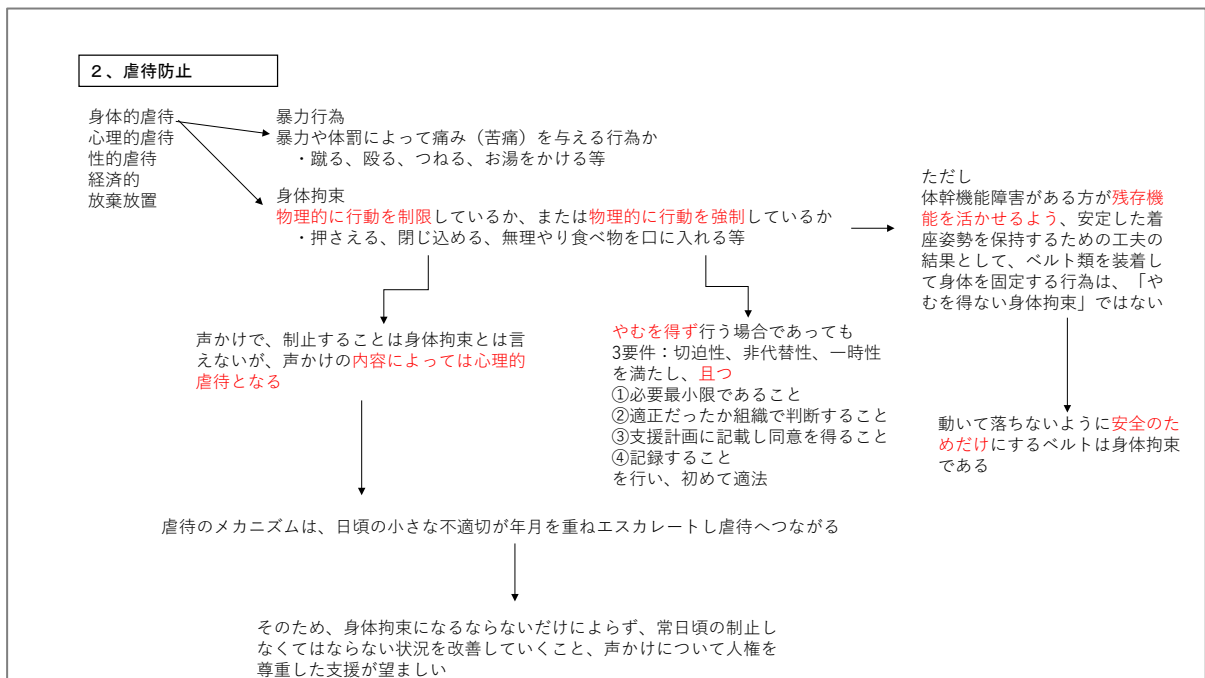 ２、虐待防止
身体的虐待
心理的虐待
性的虐待
経済的
放棄放置
暴力行為
暴力や体罰によって痛み（苦痛）を与える行為か
・蹴る、殴る、つねる、お湯をかける等
身体拘束
物理的に行動を制限しているか、または物理的に行動を強制しているか
・押さえる、閉じ込める、無理やり食べ物を口に入れる等
ただし
体幹機能障害がある方が残存機
能を活かせるよう、安定した着
座姿勢を保持するための工夫の
結果として、ベルト類を装着し
て身体を固定する行為は、「や
むを得ない身体拘束」ではない
声かけで、制止することは身体拘束とは言
えないが、声かけの内容によっては心理的
虐待となる
やむを得ず行う場合であっても
3要件：切迫性、非代替性、一時性
を満たし、且つ
①必要最小限であること
②適正だったか組織で判断すること
③支援計画に記載し同意を得ること
④記録すること
を行い、初めて適法
動いて落ちないように安全のた
めだけにするベルトは身体拘束
である
虐待のメカニズムは、日頃の小さな不適切が年月を重ねエスカレートし虐待へつながる
そのため、身体拘束になるならないだけによらず、常日頃の制止し
なくてはならない状況を改善していくこと、声かけについて人権を
尊重した支援が望ましい